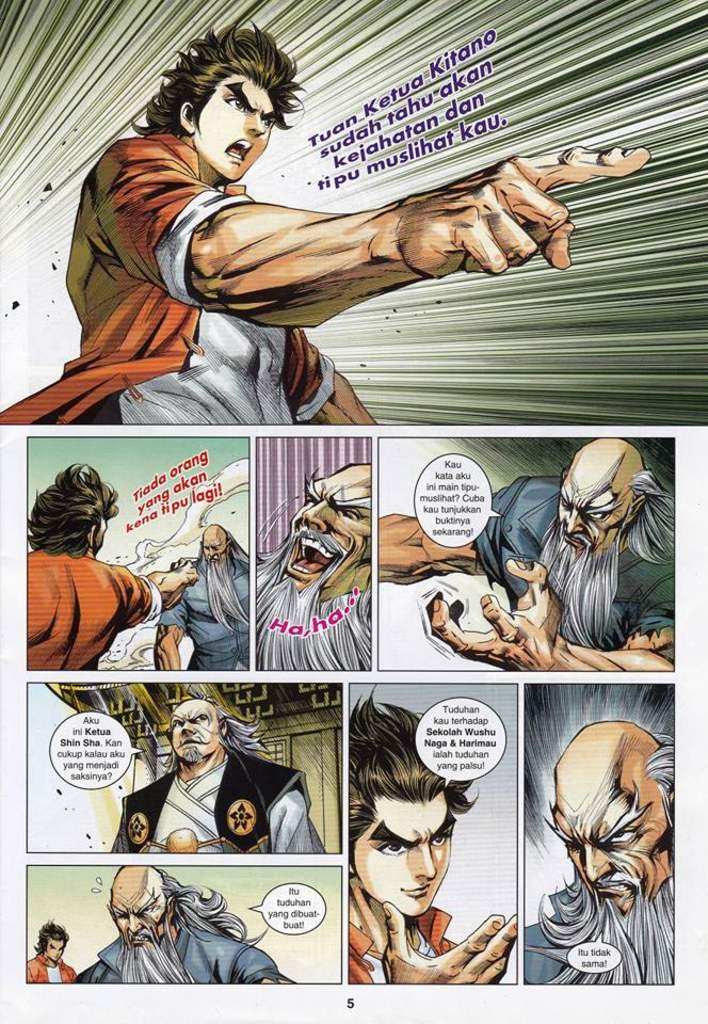 Tuan Ketua Kitano
sudah tahu akan
kejahatan dan
tipu muslihat kau.
Tiada orang
yang akan
kena tipu lagi!!
Ha,ha..!
Kau
kata aku
ini main tipu-
muslihat? Cuba
kau tunjukkan
buktinya
sekarang!
Aku
ini Ketua
Shin Sha. Kan
cukup kalau aku
yang menjadi
saksinya?
Tuduhan
kau terhadap
Sekolah Wushu
Naga & Harimau
ialah tuduhan
yang palsu!
Itu
tuduhan
yang dibuat-
buat!
Itu tidak
sama!
5